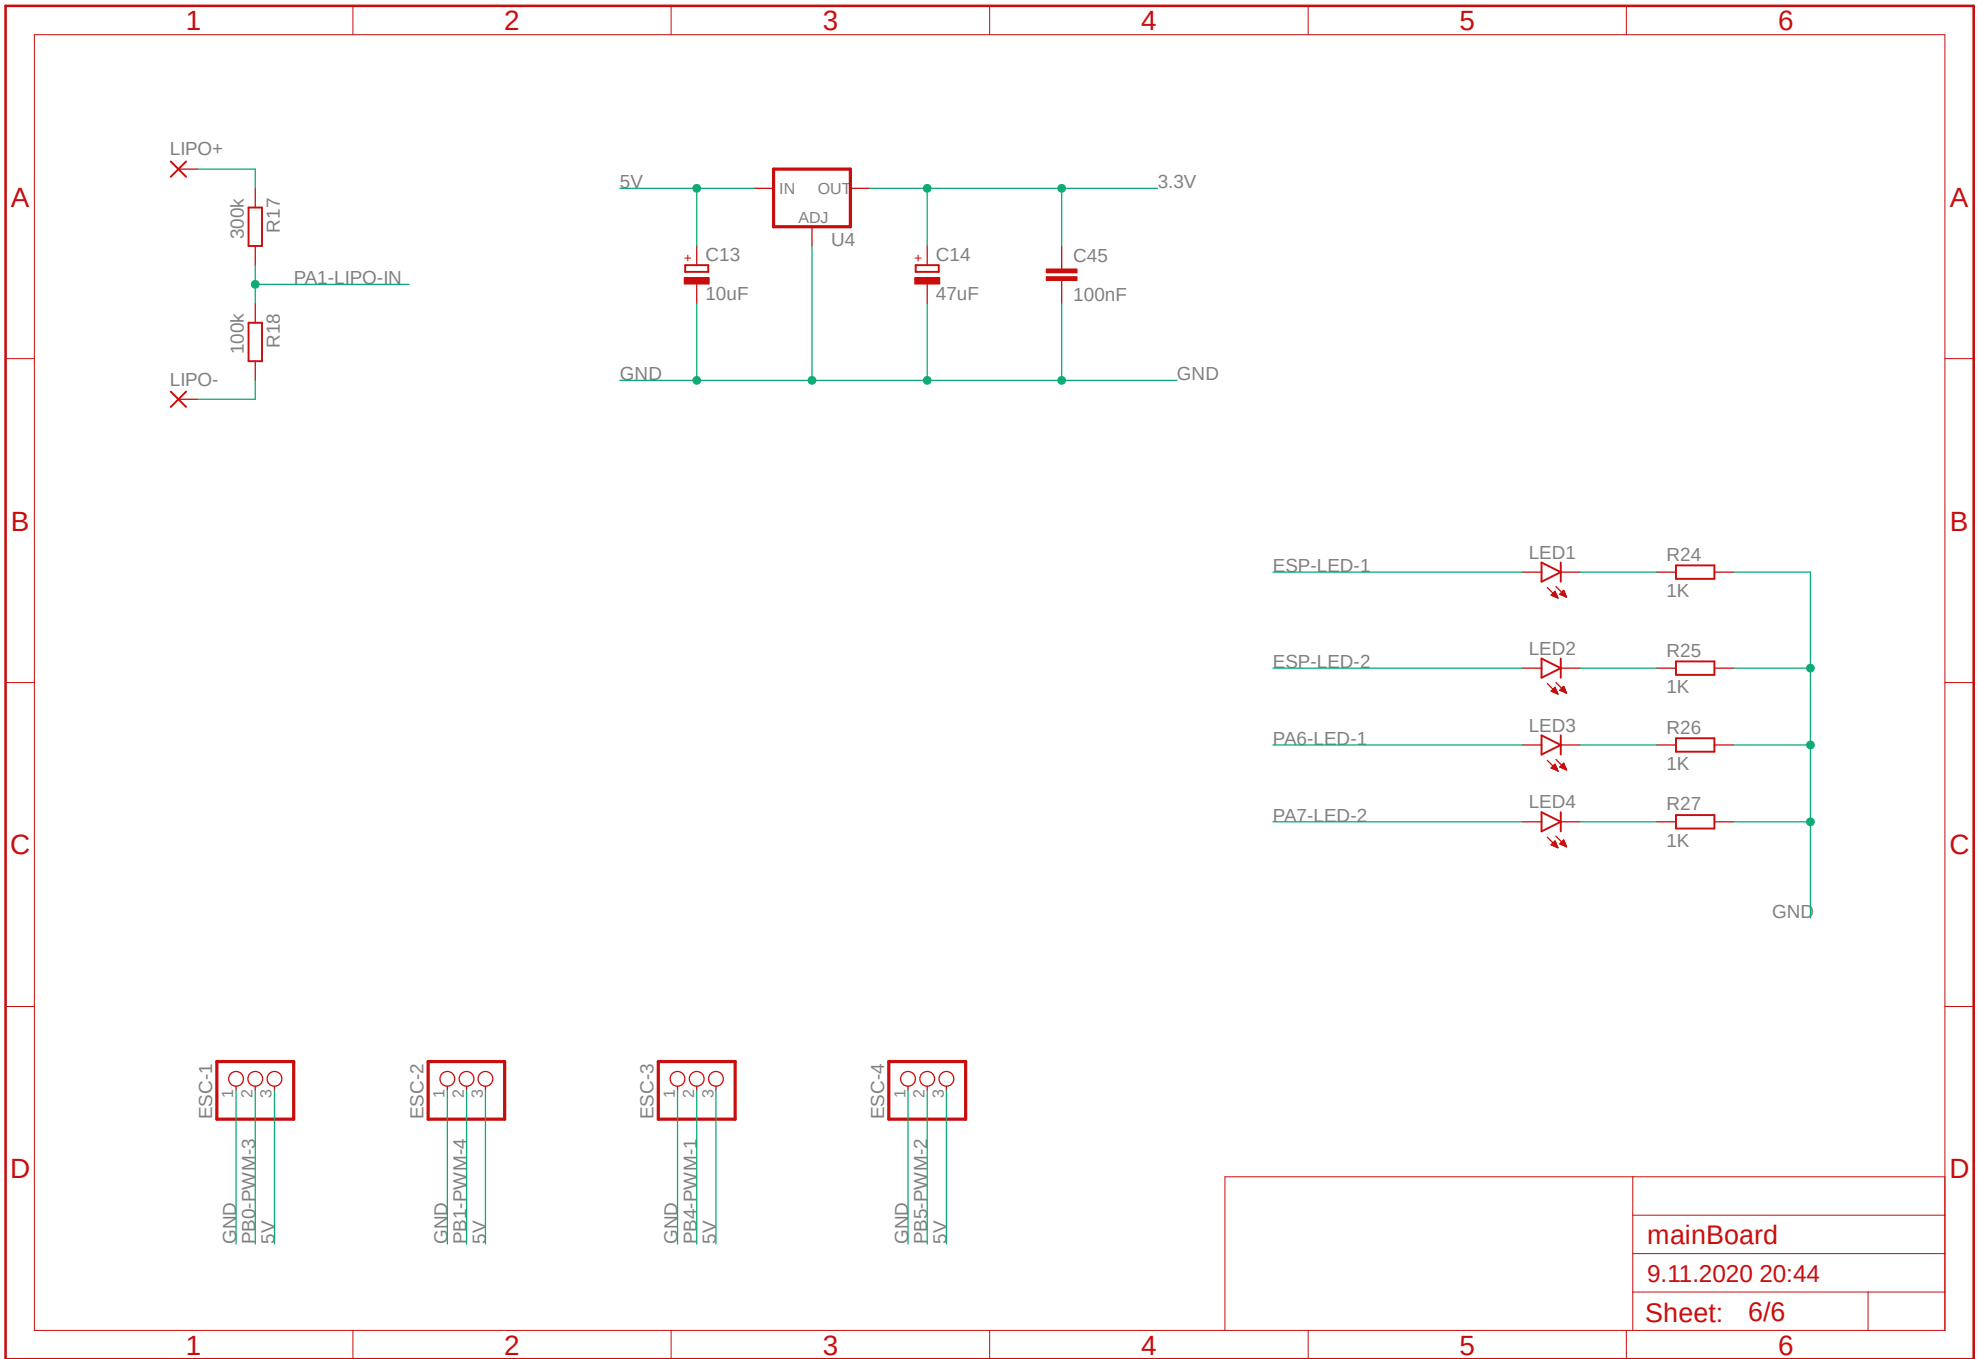 1 2 3 4 5 6
A A
B B
C C
D D
LIPO+
300k R17
PA1-LIPO-IN
100k R18
LIPO-
5V
IN OUT
ADJ
U4
3.3V
+ C13
10uF
+ C14
47uF
C45
100nF
GND GND
ESP-LED-1 LED1 R24
1K
ESP-LED-2 LED2 R25
1K
PA6-LED-1 LED3 R26
1K
PA7-LED-2 LED4 R27
1K
GND
ESC-1
1 2 3
GND
PB0-PWM-3
5V
ESC-2
1 2 3
GND
PB1-PWM-4
5V
ESC-3
1 2 3
GND
PB4-PWM-1
5V
ESC-4
1 2 3
GND
PB5-PWM-2
5V
mainBoard
9.11.2020 20:44
Sheet: 6/6
1 2 3 4 5 6